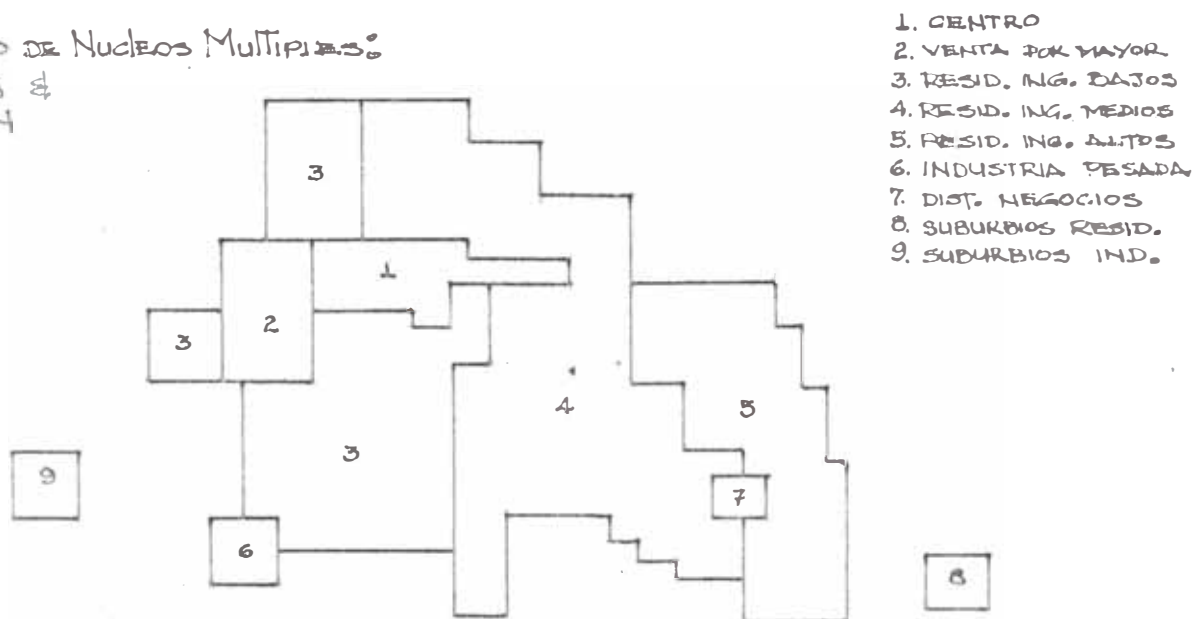 DE NUCLEOS MULTIPLES:
&
1. CENTRO
2. VENTA POR MAYOR
3. RESID. ING. BAJOS
4. RESID. ING. MEDIOS
5. RESID. ING. ALTOS
6. INDUSTRIA PESADA
7. DIST. NEGOCIOS
8. SUBURBIOS RESID.
9. SUBURBIOS IND.
3
1
2
3
4
5
3
9
7
6
8